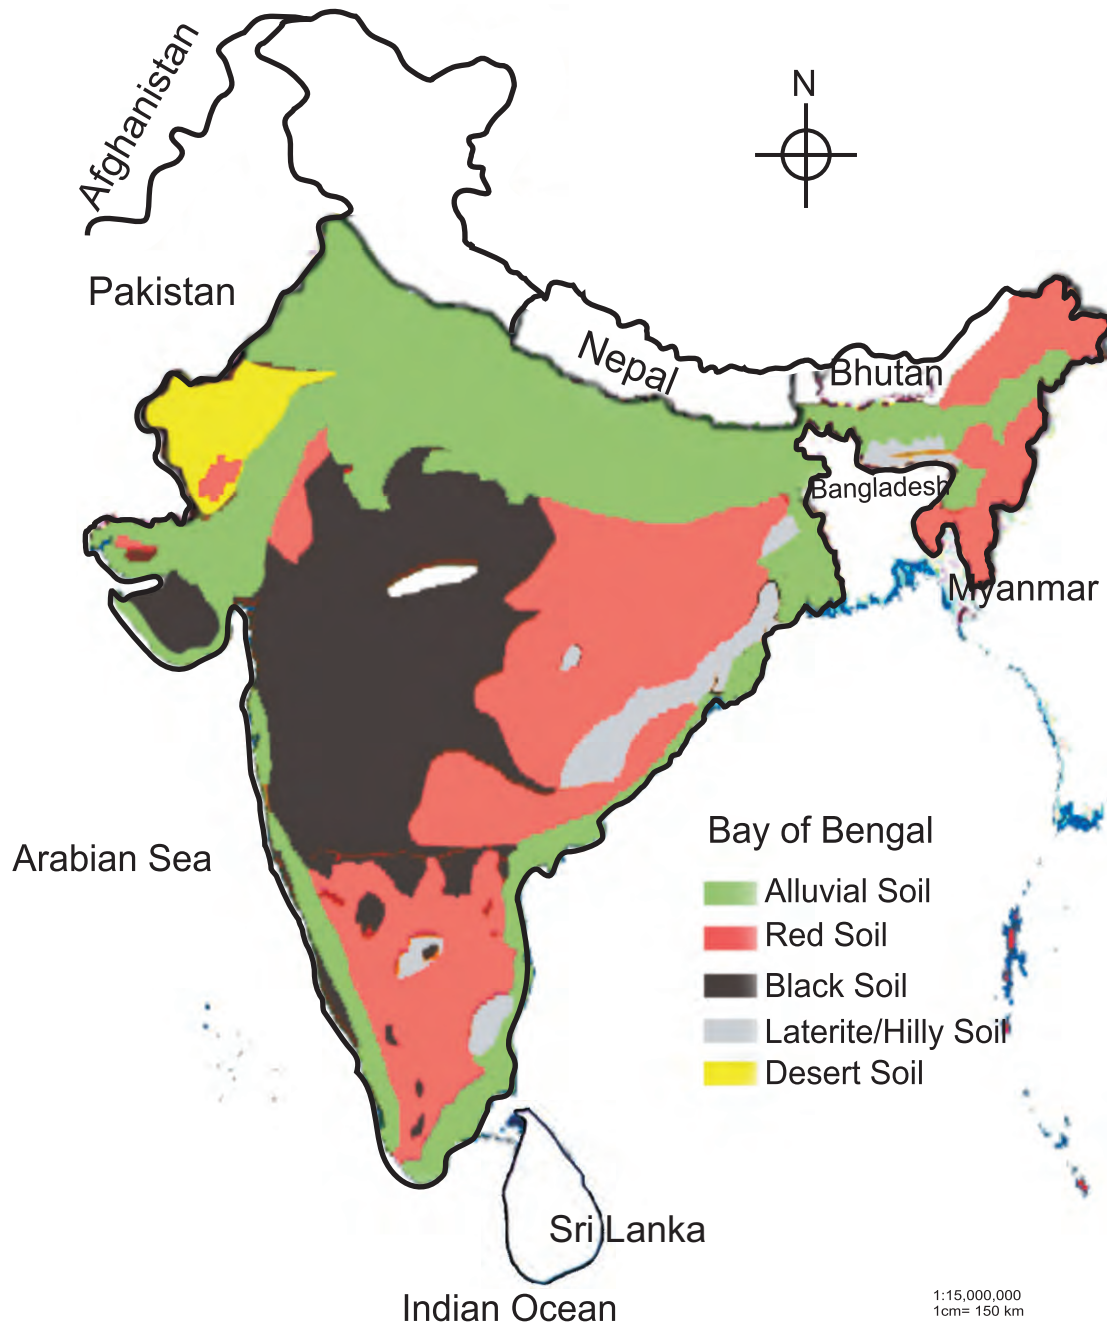 N
Afghanistan
Pakistan
Nepal
Bhutan
Bangladesh
Myanmar
Arabian Sea
Bay of Bengal
Alluvial Soil
Red Soil
Black Soil
Laterite/Hilly Soil
Desert Soil
Sri Lanka
Indian Ocean
1:15,000,000
1cm= 150 km